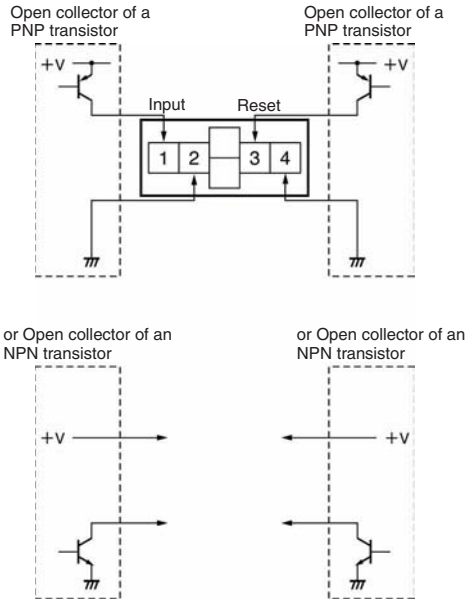 Open collector of a
PNP transistor
Open collector of a
PNP transistor
+V
+V
Input
Reset
1 2 3 4
or Open collector of an
NPN transistor
or Open collector of an
NPN transistor
+V
+V